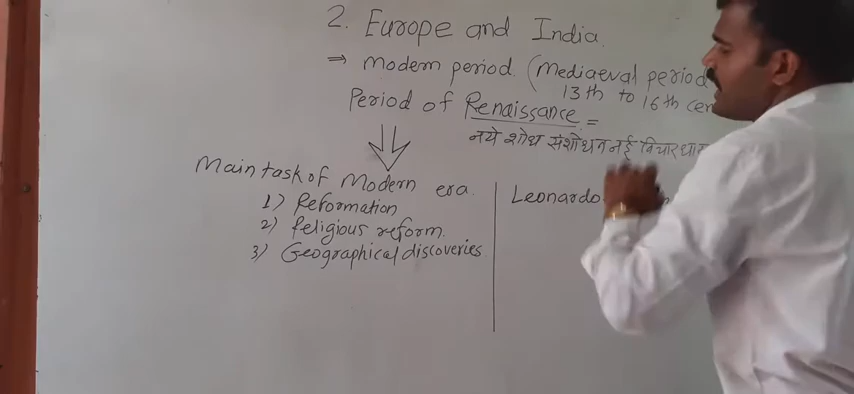 2. Europe and India.
⇒ Modern period. (Mediaeval period
13th to 16th cen
Period of Renaissance =
नये शोध संशोधन नई विचारधा
Main task of Modern era.
1) Reformation
2) Religious reform.
3) Geographical discoveries
Leonardo